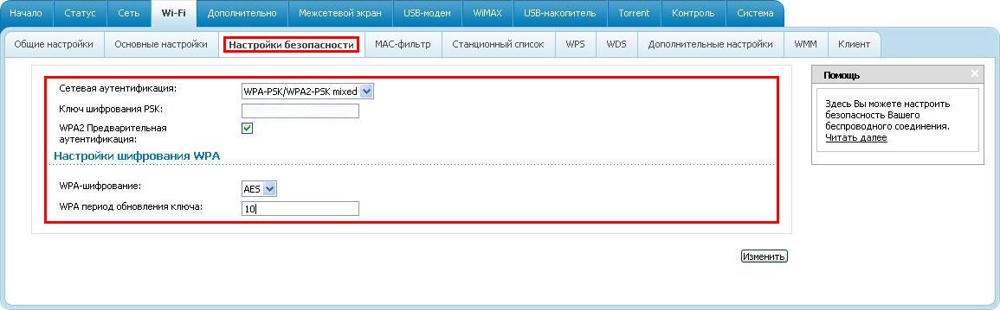 Начало Статус Сеть Wi-Fi Дополнительно Межсетевой экран USB-модем WiMAX USB-накопитель Torrent Контроль Система
Общие настройки Основные настройки Настройки безопасности MAC-фильтр Станционный список WPS WDS Дополнительные настройки WMM Клиент
Сетевая аутентификация: WPA-PSK/WPA2-PSK mixed
Ключ шифрования PSK:
WPA2 Предварительная
аутентификация:
Настройки шифрования WPA
WPA-шифрование: AES
WPA период обновления ключа: 10
Изменить
Помощь
Здесь Вы можете настроить
безопасность Вашего
беспроводного соединения.
Читать далее